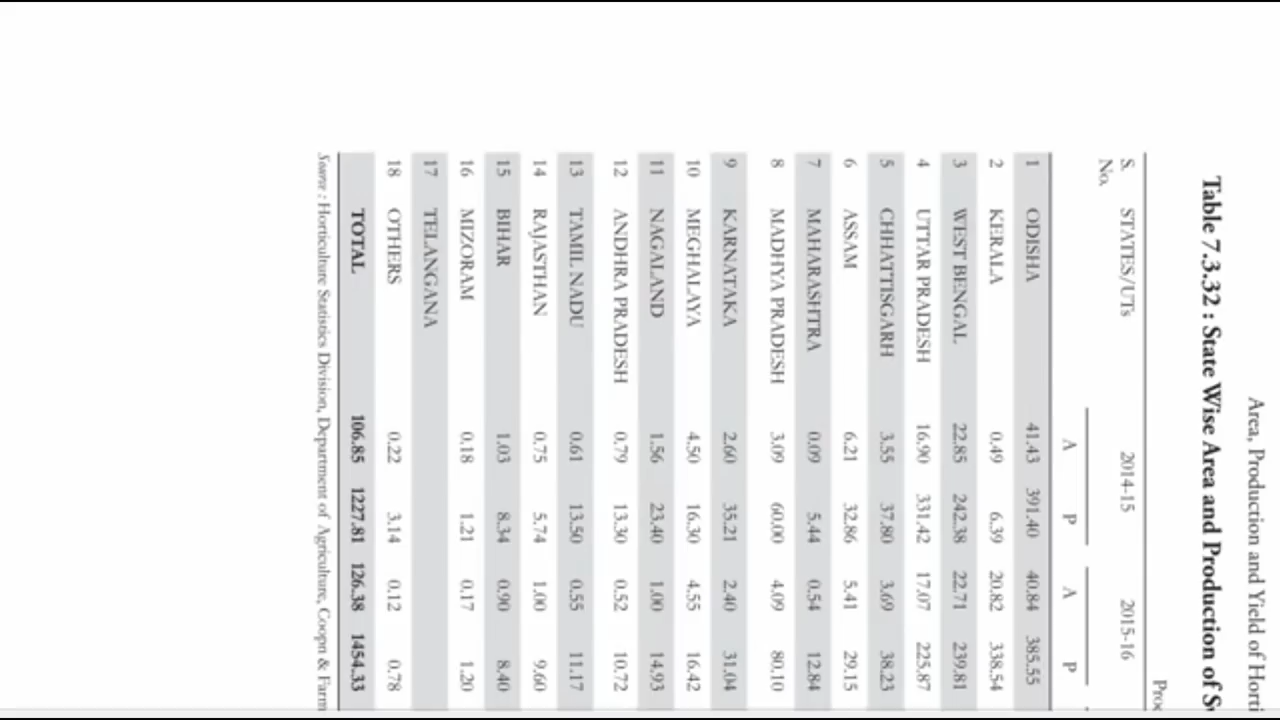 Area, Production and Yield of Horti
Table 7.3.32 : State Wise Area and Production of S
S. No. STATES/UTs 2014-15 2015-16
A P A P
1 ODISHA 41.43 391.40 40.84 385.55
2 KERALA 0.49 6.39 20.82 338.54
3 WEST BENGAL 22.85 242.38 22.71 239.81
4 UTTAR PRADESH 16.90 331.42 17.07 225.87
5 CHHATTISGARH 3.55 37.80 3.69 38.23
6 ASSAM 6.21 32.86 5.41 29.15
7 MAHARASHTRA 0.09 5.44 0.54 12.84
8 MADHYA PRADESH 3.09 60.00 4.09 80.10
9 KARNATAKA 2.60 35.21 2.40 31.04
10 MEGHALAYA 4.50 16.30 4.55 16.42
11 NAGALAND 1.56 23.40 1.00 14.93
12 ANDHRA PRADESH 0.79 13.30 0.52 10.72
13 TAMIL NADU 0.61 13.50 0.55 11.17
14 RAJASTHAN 0.75 5.74 1.00 9.60
15 BIHAR 1.03 8.34 0.90 8.40
16 MIZORAM 0.18 1.21 0.17 1.20
17 TELANGANA
18 OTHERS 0.22 3.14 0.12 0.78
TOTAL 106.85 1227.81 126.38 1454.33
Source : Horticulture Statistics Division, Department of Agriculture, Coopn & Farm